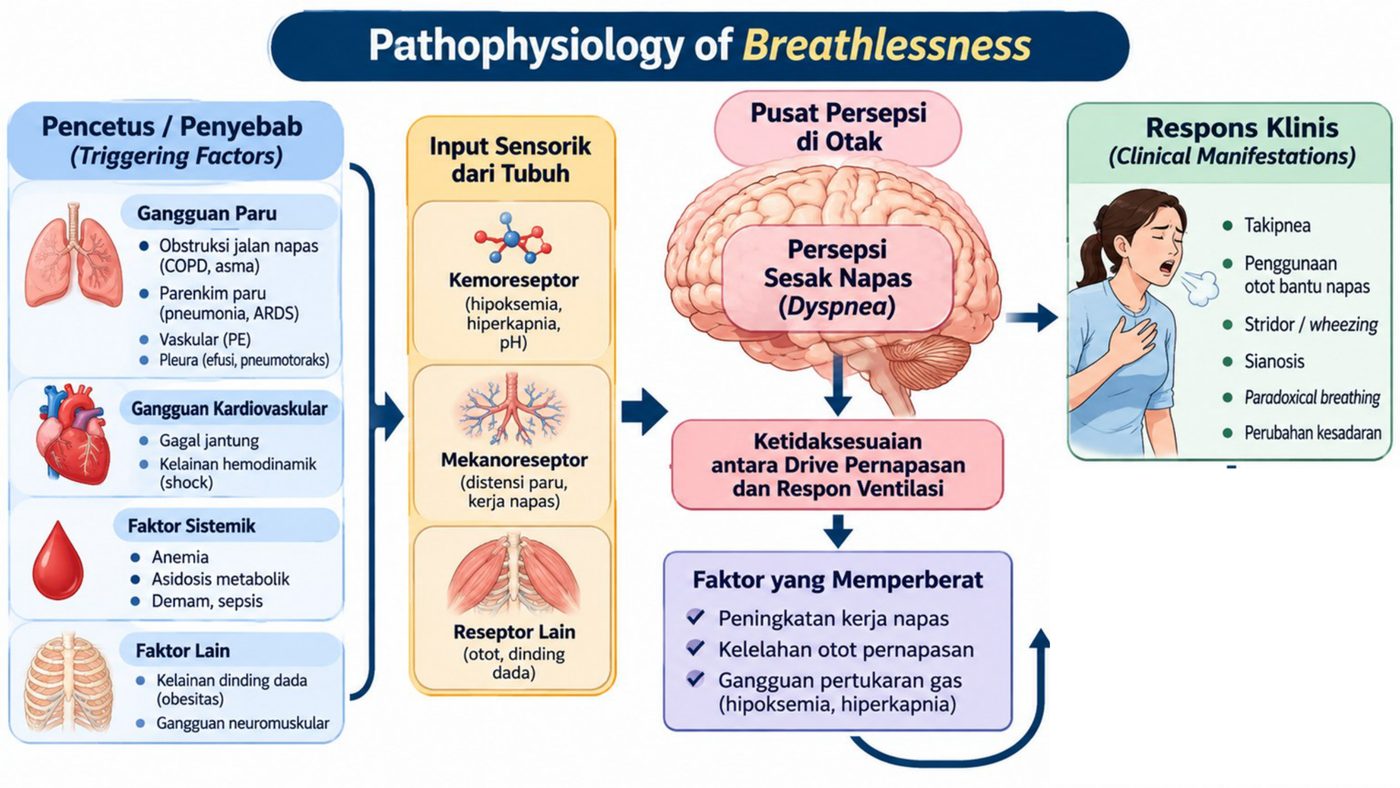 Pathophysiology of Breathlessness
Pencetus / Penyebab
(Triggering Factors)
Gangguan Paru
Obstruksi jalan napas
(COPD, asma)
Parenkim paru
(pneumonia, ARDS)
Vaskular (PE)
Pleura (efusi, pneumotoraks)
Gangguan Kardiovaskular
Gagal jantung
Kelainan hemodinamik
(shock)
Faktor Sistemik
Anemia
Asidosis metabolik
Demam, sepsis
Faktor Lain
Kelainan dinding dada
(obesitas)
Gangguan neuromuskular
Input Sensorik
dari Tubuh
Kemoreseptor
(hipoksemia,
hiperkapnia,
pH)
Mekanoreseptor
(distensi paru,
kerja napas)
Reseptor Lain
(otot, dinding
dada)
Pusat Persepsi
di Otak
Persepsi
Sesak Napas
(Dyspnea)
Ketidaksesuaian
antara Drive Pernapasan
dan Respon Ventilasi
Faktor yang Memperberat
Peningkatan kerja napas
Kelelahan otot pernapasan
Gangguan pertukaran gas
(hipoksemia, hiperkapnia)
Respons Klinis
(Clinical Manifestations)
Takipnea
Penggunaan
otot bantu napas
Stridor / wheezing
Sianosis
Paradoxical breathing
Perubahan kesadaran